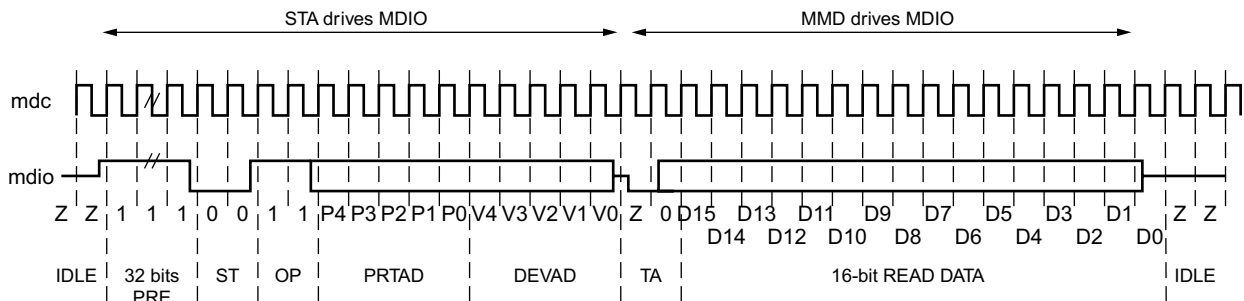 STA drives MDIO MMD drives MDIO
mdc
mdio
Z Z 1 1 1 0 0 1 1 P4 P3 P2 P1 P0 V4 V3 V2 V1 V0 Z 0 D15 D13 D11 D9 D7 D5 D3 D1 Z Z
D14 D12 D10 D8 D6 D4 D2 D0
IDLE 32 bits ST OP PRTAD DEVAD TA 16-bit READ DATA IDLE
PRE